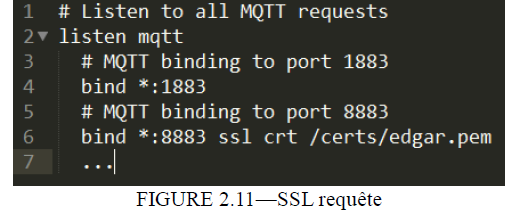 1 # Listen to all MQTT requests
2 listen mqtt
3 # MQTT binding to port 1883
4 bind *:1883
5 # MQTT binding to port 8883
6 bind *:8883 ssl crt /certs/edgar.pem
7 ...
FIGURE 2.11—SSL requête